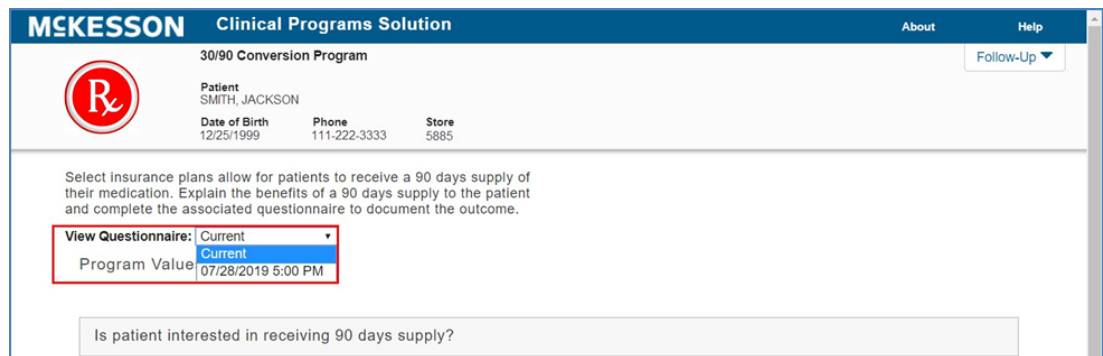 MCKESSON Clinical Programs Solution About Help
30/90 Conversion Program
Follow-Up
Rx
Patient
SMITH, JACKSON
Date of Birth Phone Store
12/25/1999 111-222-3333 5885
Select insurance plans allow for patients to receive a 90 days supply of
their medication. Explain the benefits of a 90 days supply to the patient
and complete the associated questionnaire to document the outcome.
View Questionnaire: Current
Current
Program Value
07/28/2019 5:00 PM
Is patient interested in receiving 90 days supply?